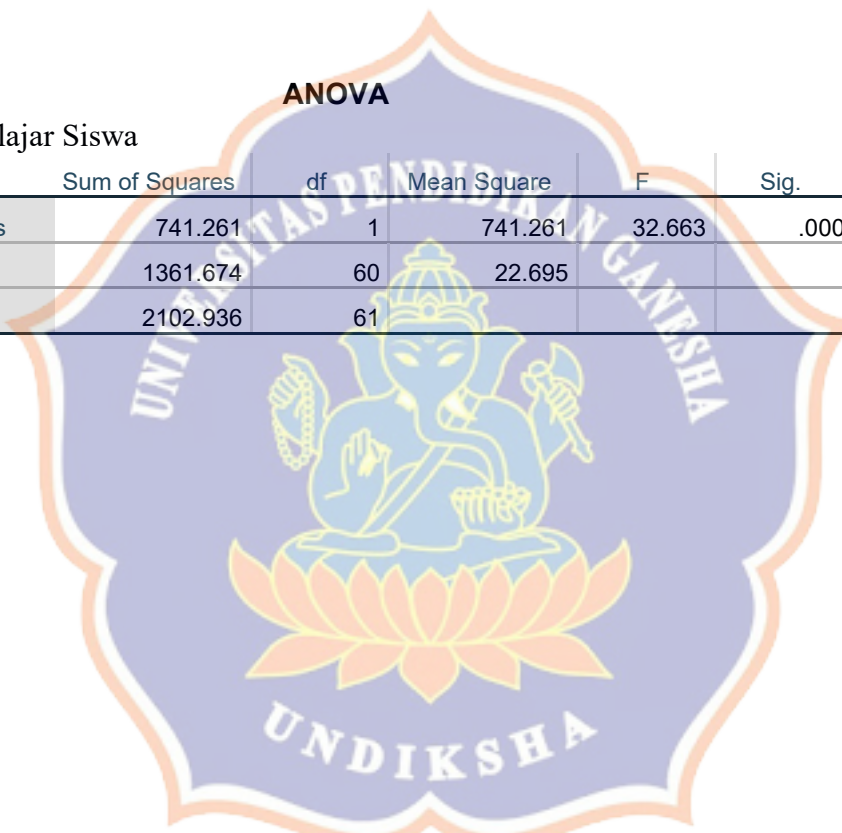 ANOVA
lajar Siswa
Sum of Squares df Mean Square F Sig.
s 741.261 1 741.261 32.663 .000
1361.674 60 22.695
2102.936 61
UNIVERSITAS PENDIDIKAN GANESHA
UNDIKSHA